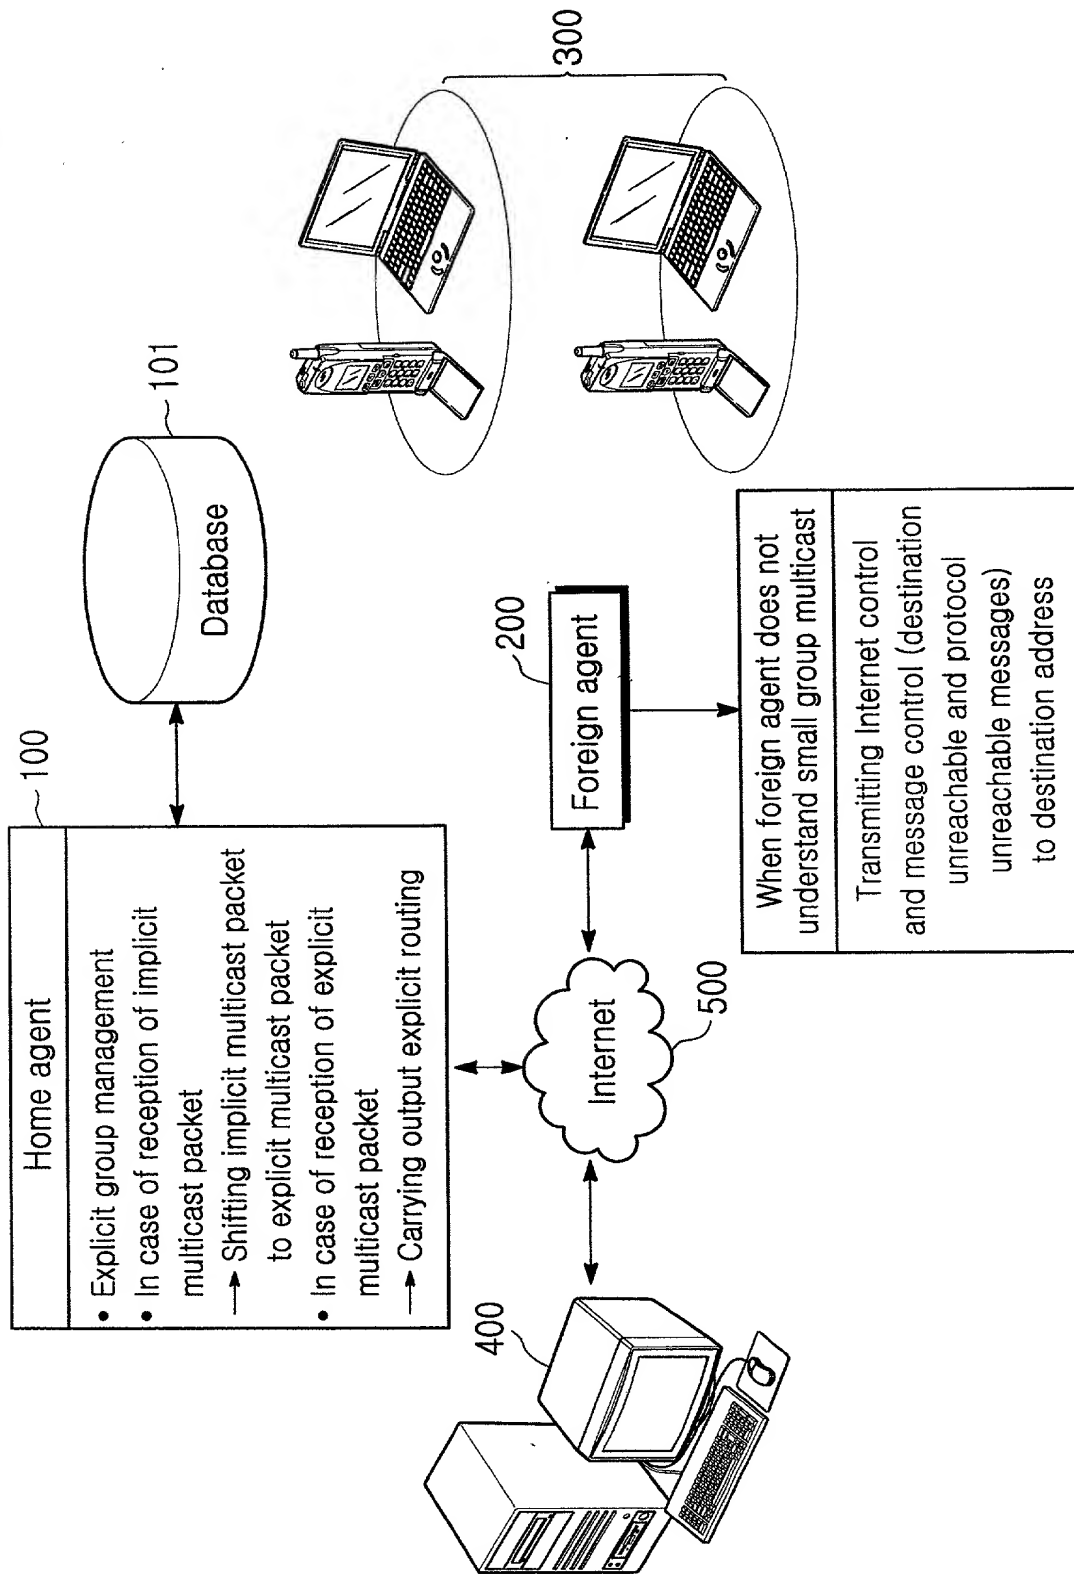 Home agent
100
• Explicit group management
• In case of reception of implicit
multicast packet
→ Shifting implicit multicast packet
to explicit multicast packet
• In case of reception of explicit
multicast packet
→ Carrying output explicit routing
Database
101
400
Internet
500
Foreign agent
200
When foreign agent does not
understand small group multicast
Transmitting Internet control
and message control (destination
unreachable and protocol
unreachable messages)
to destination address
300